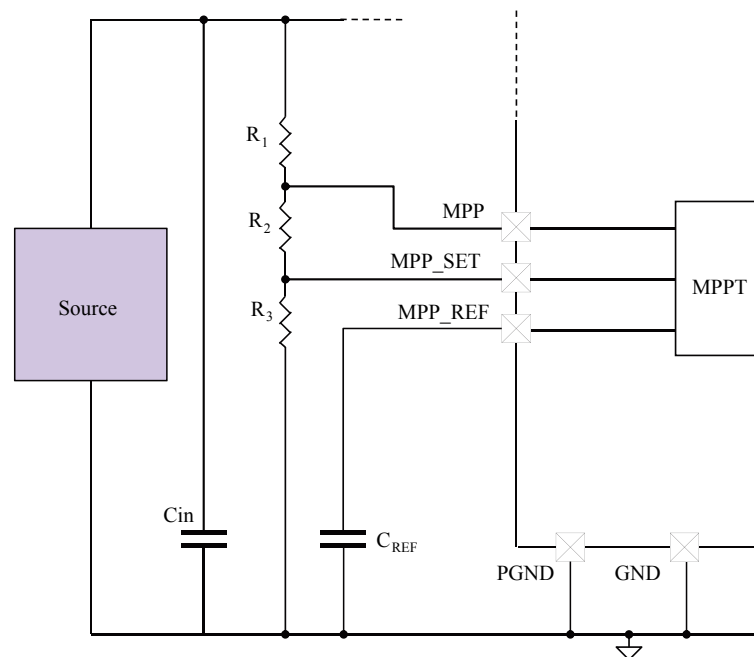 R1
MPP
R2
MPP_SET
MPPT
Source
R3
MPP_REF
Cin
CREF
PGND
GND